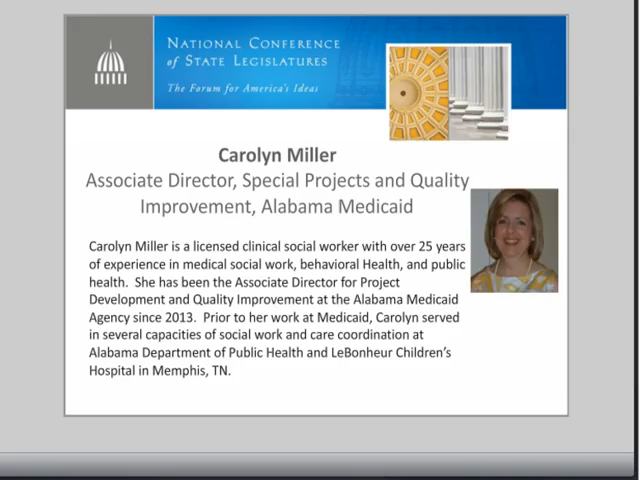 NATIONAL CONFERENCE
of STATE LEGISLATURES
The Forum for America's Ideas
Carolyn Miller
Associate Director, Special Projects and Quality
Improvement, Alabama Medicaid
Carolyn Miller is a licensed clinical social worker with over 25 years
of experience in medical social work, behavioral Health, and public
health.  She has been the Associate Director for Project
Development and Quality Improvement at the Alabama Medicaid
Agency since 2013.  Prior to her work at Medicaid, Carolyn served
in several capacities of social work and care coordination at
Alabama Department of Public Health and LeBonheur Children's
Hospital in Memphis, TN.